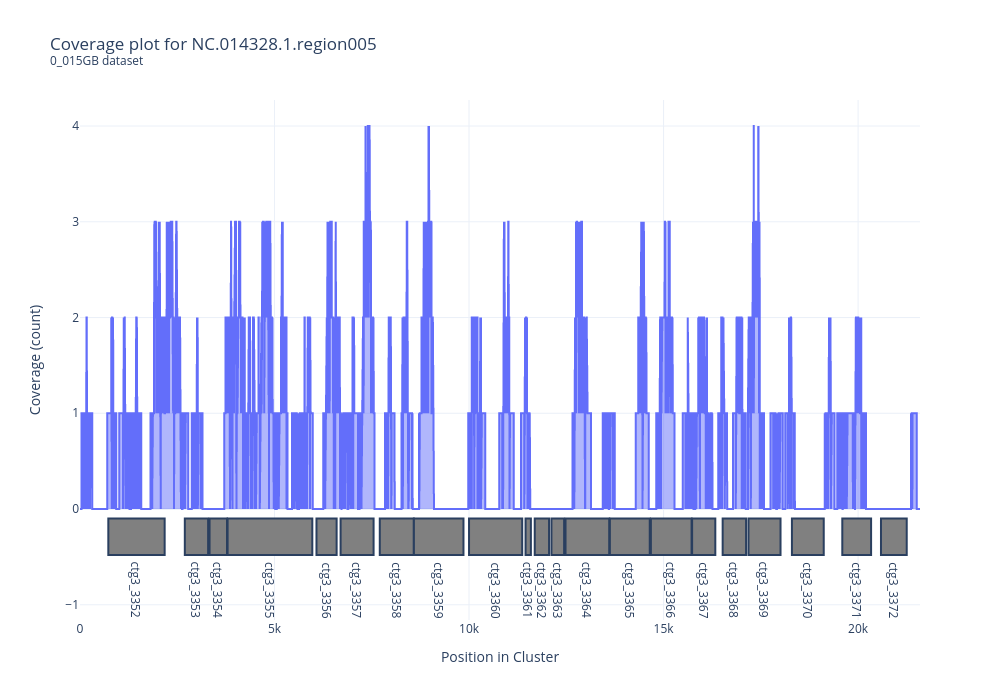 Coverage plot for NC.014328.1.region005
0_015GB dataset
Coverage (count)
4
3
2
1
0
−1
ctg3_3352
ctg3_3353
ctg3_3354
ctg3_3355
ctg3_3356
ctg3_3357
ctg3_3358
ctg3_3359
ctg3_3360
ctg3_3361
ctg3_3362
ctg3_3363
ctg3_3364
ctg3_3365
ctg3_3366
ctg3_3367
ctg3_3368
ctg3_3369
ctg3_3370
ctg3_3371
ctg3_3372
0
5k
10k
15k
20k
Position in Cluster